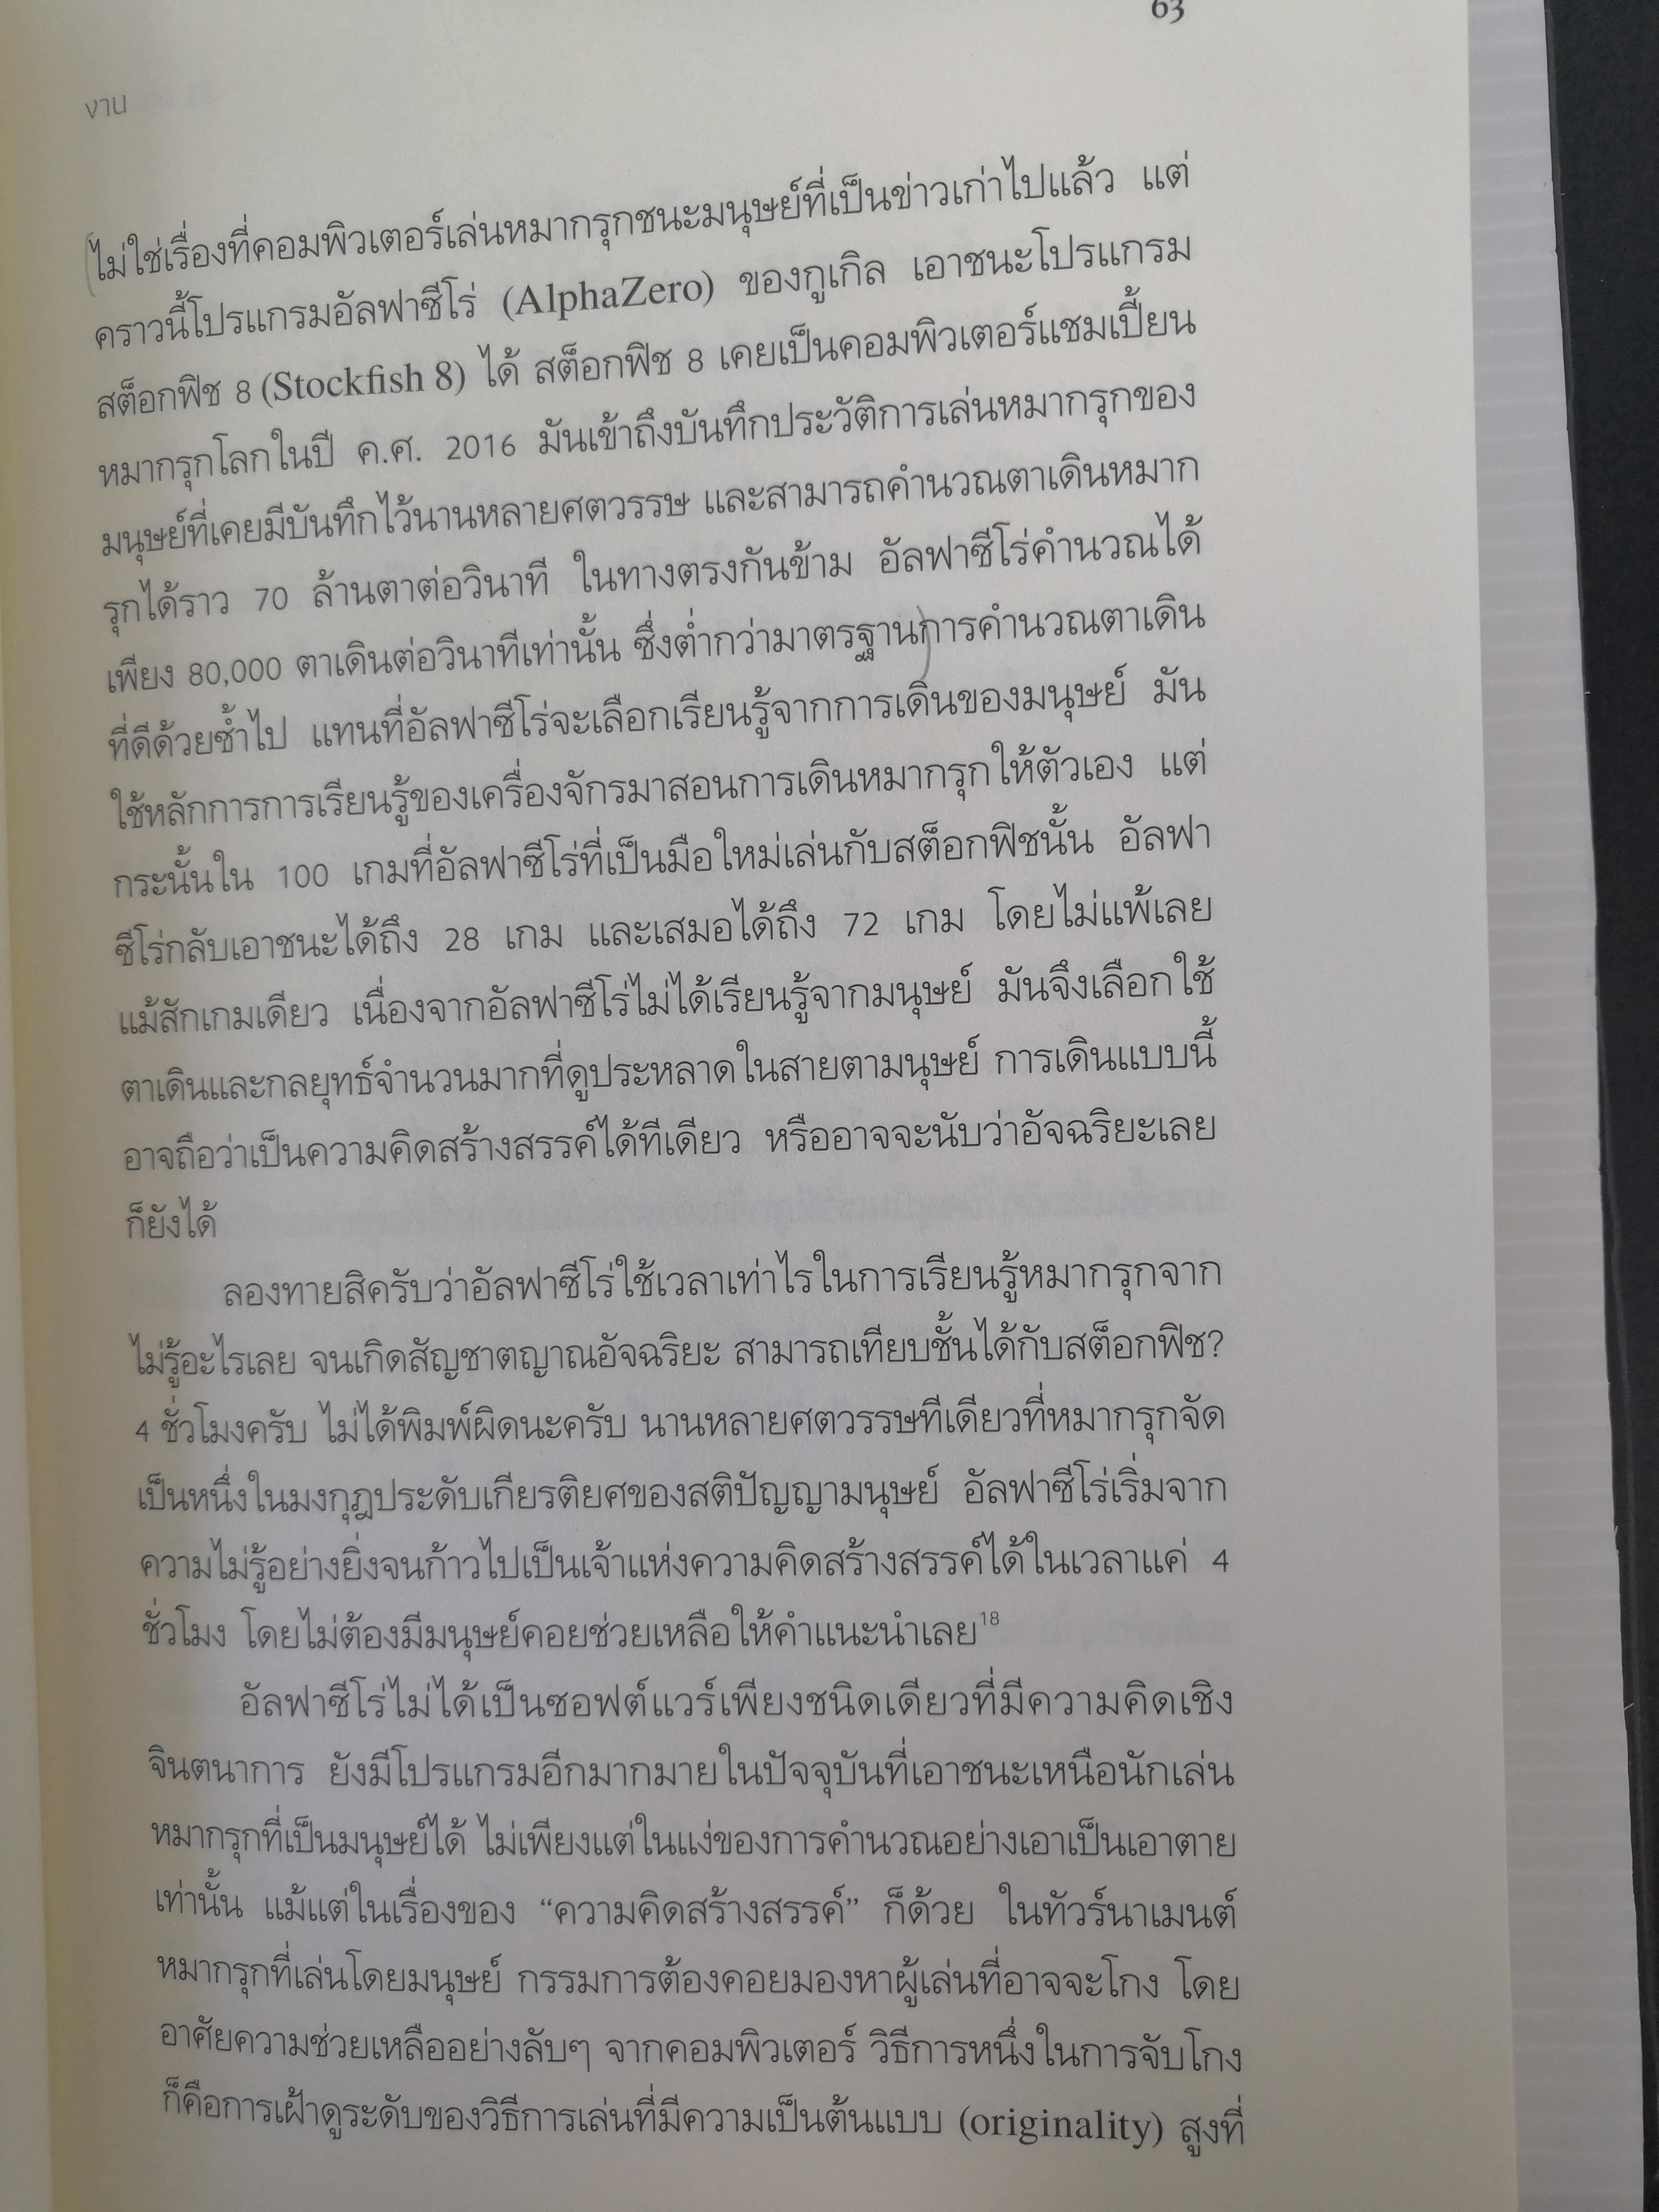 63
งาน
ไม่ใช่เรื่องที่คอมพิวเตอร์เล่นหมากรุกชนะมนุษย์ที่เป็นข่าวเก่าไปแล้ว แต่
คราวนี้โปรแกรมอัลฟาซีโร่ (AlphaZero) ของกูเกิล เอาชนะโปรแกรม
สต็อกฟิช 8 (Stockfish 8) ได้ สต็อกฟิช 8 เคยเป็นคอมพิวเตอร์แชมเปี้ยน
หมากรุกโลกในปี ค.ศ. 2016 มันเข้าถึงบันทึกประวัติการเล่นหมากรุกของ
มนุษย์ที่เคยมีบันทึกไว้นานหลายศตวรรษ และสามารถคำนวณตาเดินหมาก
รุกได้ราว 70 ล้านตาต่อวินาที ในทางตรงกันข้าม อัลฟาซีโร่คำนวณได้
เพียง 80,000 ตาเดินต่อวินาทีเท่านั้น ซึ่งต่ำกว่ามาตรฐานการคำนวณตาเดิน
ที่ดีด้วยซ้ำไป แทนที่อัลฟาซีโร่จะเลือกเรียนรู้จากการเดินของมนุษย์ มัน
ใช้หลักการการเรียนรู้ของเครื่องจักรมาสอนการเดินหมากรุกให้ตัวเอง แต่
กระนั้นใน 100 เกมที่อัลฟาซีโร่ที่เป็นมือใหม่เล่นกับสต็อกฟิชนั้น อัลฟา
ซีโร่กลับเอาชนะได้ถึง 28 เกม และเสมอได้ถึง 72 เกม โดยไม่แพ้เลย
แม้สักเกมเดียว เนื่องจากอัลฟาซีโร่ไม่ได้เรียนรู้จากมนุษย์ มันจึงเลือกใช้
ตาเดินและกลยุทธ์จำนวนมากที่ดูประหลาดในสายตามนุษย์ การเดินแบบนี้
อาจถือว่าเป็นความคิดสร้างสรรค์ได้ทีเดียว หรืออาจจะนับว่าอัจฉริยะเลย
ก็ยังได้
ลองทายสิครับว่าอัลฟาซีโร่ใช้เวลาเท่าไรในการเรียนรู้หมากรุกจาก
ไม่รู้อะไรเลย จนเกิดสัญชาตญาณอัจฉริยะ สามารถเทียบชั้นได้กับสต็อกฟิช?
4 ชั่วโมงครับ ไม่ได้พิมพ์ผิดนะครับ นานหลายศตวรรษทีเดียวที่หมากรุกจัด
เป็นหนึ่งในมงกุฎประดับเกียรติยศของสติปัญญามนุษย์ อัลฟาซีโร่เริ่มจาก
ความไม่รู้อย่างยิ่งจนก้าวไปเป็นเจ้าแห่งความคิดสร้างสรรค์ได้ในเวลาแค่ 4
ชั่วโมง โดยไม่ต้องมีมนุษย์คอยช่วยเหลือให้คำแนะนำเลย18
อัลฟาซีโร่ไม่ได้เป็นซอฟต์แวร์เพียงชนิดเดียวที่มีความคิดเชิง
จินตนาการ ยังมีโปรแกรมอีกมากมายในปัจจุบันที่เอาชนะเหนือนักเล่น
หมากรุกที่เป็นมนุษย์ได้ ไม่เพียงแต่ในแง่ของการคำนวณอย่างเอาเป็นเอาตาย
เท่านั้น แม้แต่ในเรื่องของ “ความคิดสร้างสรรค์” ก็ด้วย ในทัวร์นาเมนต์
หมากรุกที่เล่นโดยมนุษย์ กรรมการต้องคอยมองหาผู้เล่นที่อาจจะโกง โดย
อาศัยความช่วยเหลืออย่างลับๆ จากคอมพิวเตอร์ วิธีการหนึ่งในการจับโกง
ก็คือการเฝ้าดูระดับของวิธีการเล่นที่มีความเป็นต้นแบบ (originality) สูงที่